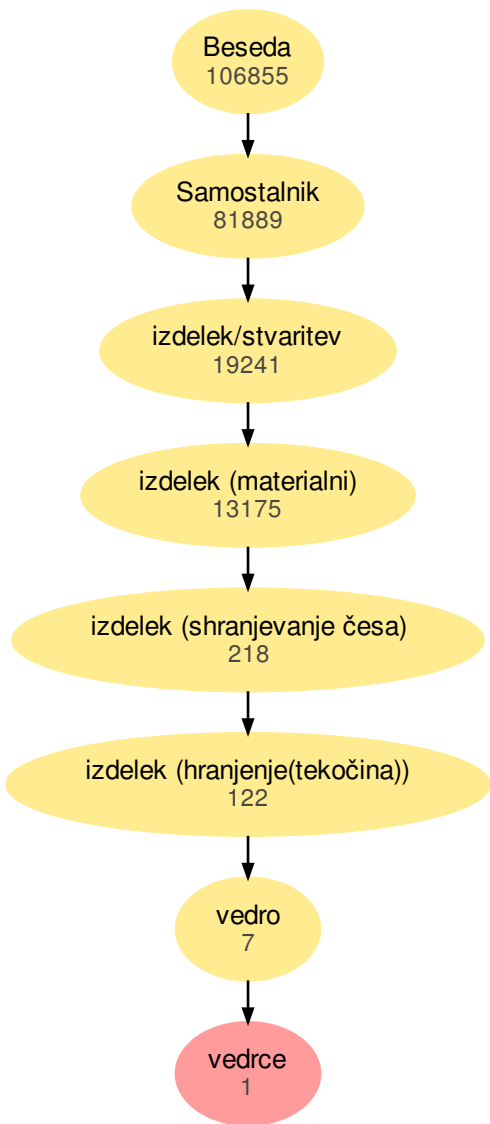 Beseda
106855
Samostalnik
81889
izdelek/stvaritev
19241
izdelek (materialni)
13175
izdelek (shranjevanje česa)
218
izdelek (hranjenje(tekočina))
122
vedro
7
vedrce
1